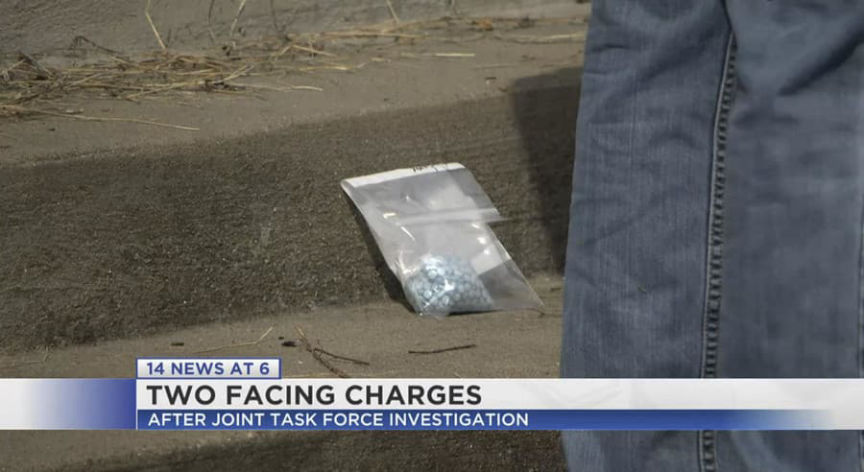 14 NEWS AT 6
TWO FACING CHARGES
AFTER JOINT TASK FORCE INVESTIGATION